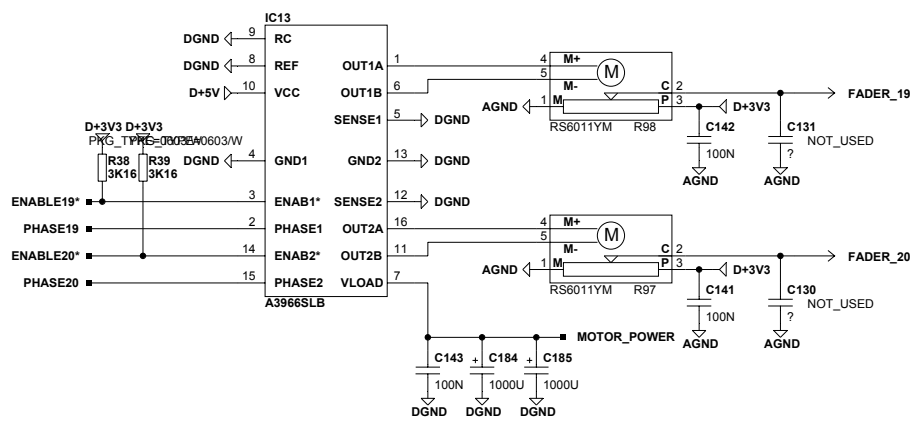 IC13
DGND 9 RC
DGND 8 REF OUT1A 1 4 M+ M
D+5V 10 VCC OUT1B 6 5 M- C 2 FADER_19
SENSE1 5 DGND AGND 1 M P 3 D+3V3
RS6011YM R98
C142 100N AGND
C131 ? NOT_USED AGND
D+3V3 D+3V3
R38 3K16
R39 3K16
DGND 4 GND1 GND2 13 DGND
ENABLE19* 3 ENAB1* SENSE2 12 DGND
PHASE19 2 PHASE1 OUT2A 16 4 M+ M
ENABLE20* 14 ENAB2* OUT2B 11 5 M- C 2 FADER_20
PHASE20 15 PHASE2 VLOAD 7 AGND 1 M P 3 D+3V3
A3966SLB
RS6011YM R97
C141 100N AGND
C130 ? NOT_USED AGND
MOTOR_POWER
C143 + C184 + C185
100N 1000U 1000U
DGND DGND DGND